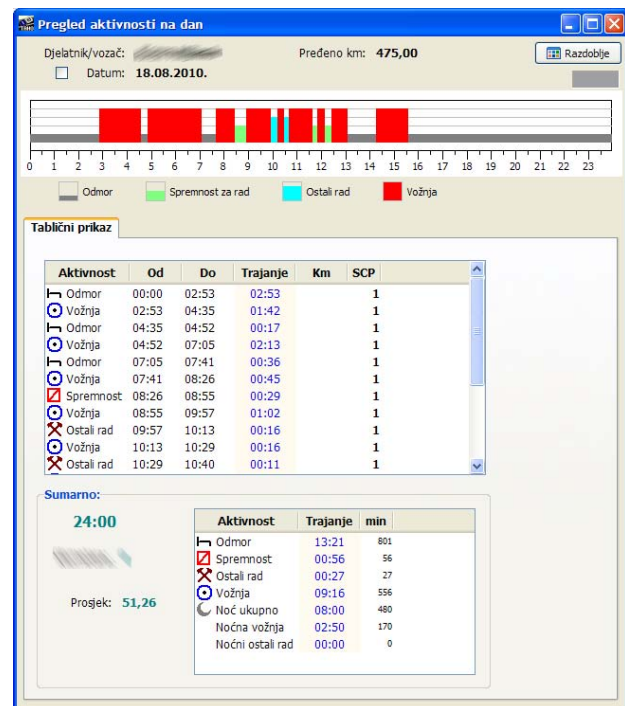 Pregled aktivnosti na dan
Djelatnik/vozač: Pređeno km: 475,00 Razdoblje
Datum: 18.08.2010.
0 1 2 3 4 5 6 7 8 9 10 11 12 13 14 15 16 17 18 19 20 21 22 23
Odmor Spremnost za rad Ostali rad Vožnja
Tablični prikaz
Aktivnost Od Do Trajanje Km SCP
Odmor 00:00 02:53 02:53 1
Vožnja 02:53 04:35 01:42 1
Odmor 04:35 04:52 00:17 1
Vožnja 04:52 07:05 02:13 1
Odmor 07:05 07:41 00:36 1
Vožnja 07:41 08:26 00:45 1
Spremnost 08:26 08:55 00:29 1
Vožnja 08:55 09:57 01:02 1
Ostali rad 09:57 10:13 00:16 1
Vožnja 10:13 10:29 00:16 1
Ostali rad 10:29 10:40 00:11 1
Sumarno:
24:00
Prosjek: 51,26
Aktivnost Trajanje min
Odmor 13:21 801
Spremnost 00:56 56
Ostali rad 00:27 27
Vožnja 09:16 556
Noć ukupno 08:00 480
Noćna vožnja 02:50 170
Noćni ostali rad 00:00 0